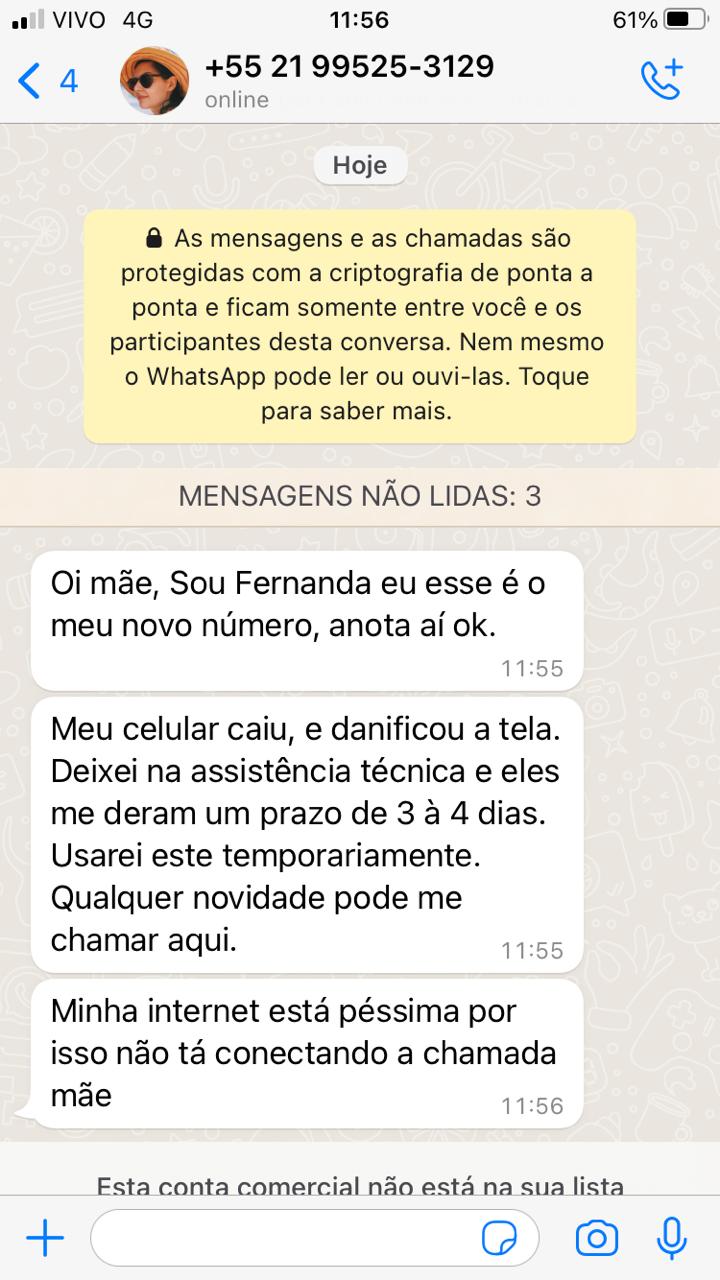 VIVO 4G 11:56 61%
4 +55 21 99525-3129
online
Hoje
As mensagens e as chamadas são
protegidas com a criptografia de ponta a
ponta e ficam somente entre você e os
participantes desta conversa. Nem mesmo
o WhatsApp pode ler ou ouvi-las. Toque
para saber mais.
MENSAGENS NÃO LIDAS: 3
Oi mãe, Sou Fernanda eu esse é o
meu novo número, anota aí ok.
11:55
Meu celular caiu, e danificou a tela.
Deixei na assistência técnica e eles
me deram um prazo de 3 à 4 dias.
Usarei este temporariamente.
Qualquer novidade pode me
chamar aqui.
11:55
Minha internet está péssima por
isso não tá conectando a chamada
mãe
11:56
Esta conta comercial não está na sua lista